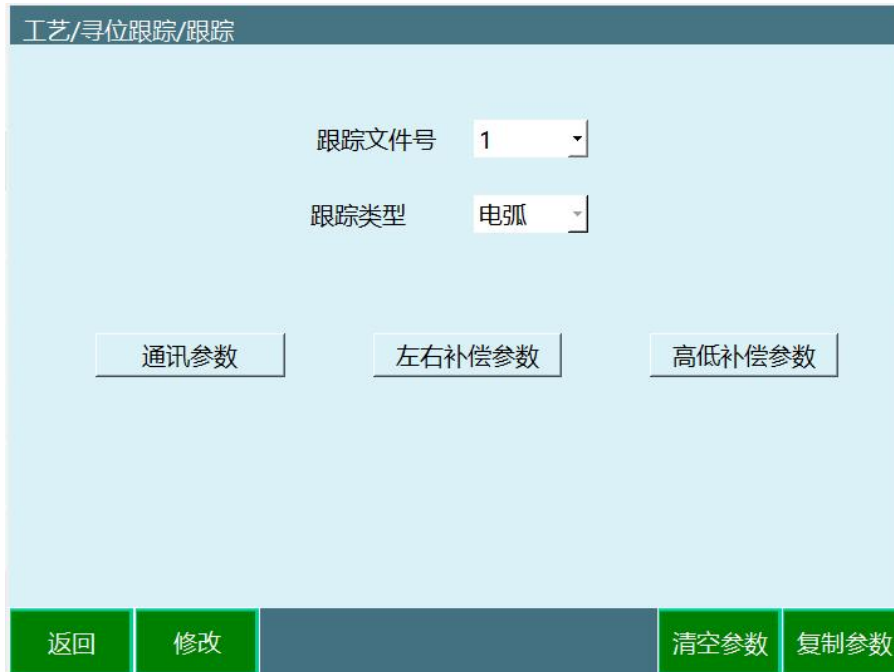 工艺/寻位跟踪/跟踪
跟踪文件号 1
跟踪类型 电弧
通讯参数 左右补偿参数 高低补偿参数
返回 修改 清空参数 复制参数